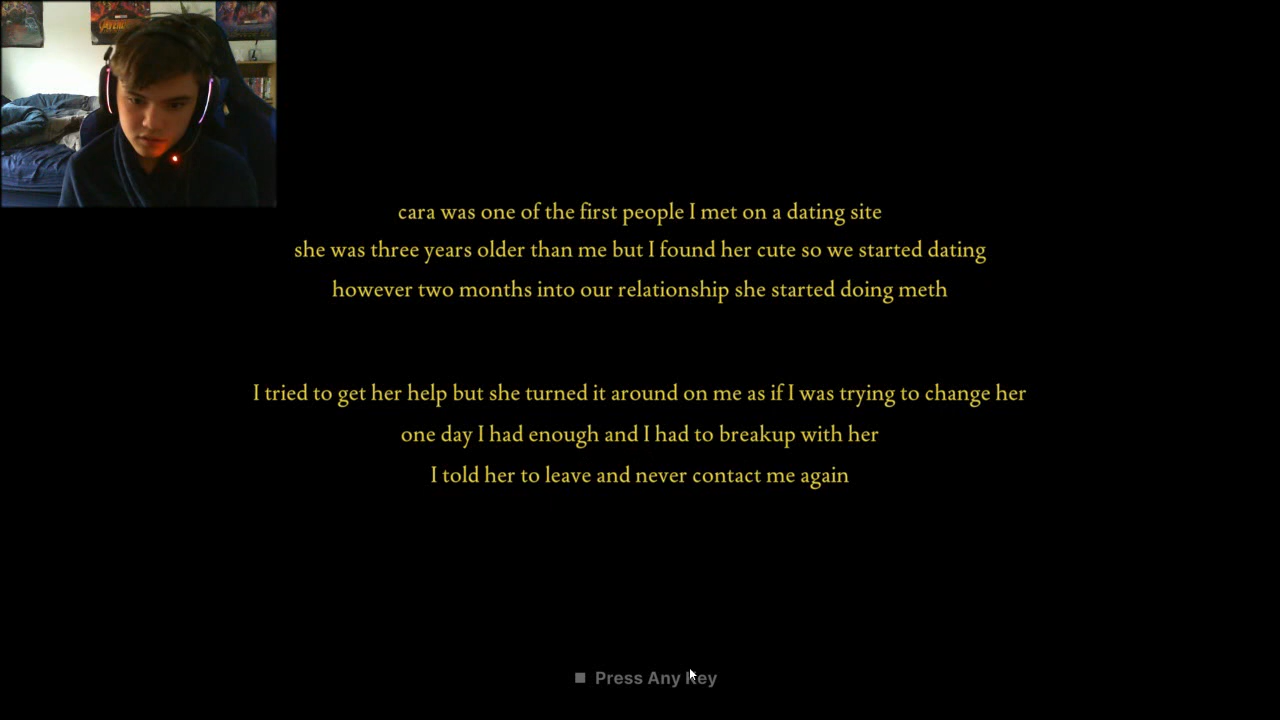 AVENGERS
cara was one of the first people I met on a dating site
she was three years older than me but I found her cute so we started dating
however two months into our relationship she started doing meth
I tried to get her help but she turned it around on me as if I was trying to change her
one day I had enough and I had to breakup with her
I told her to leave and never contact me again
Press Any Key